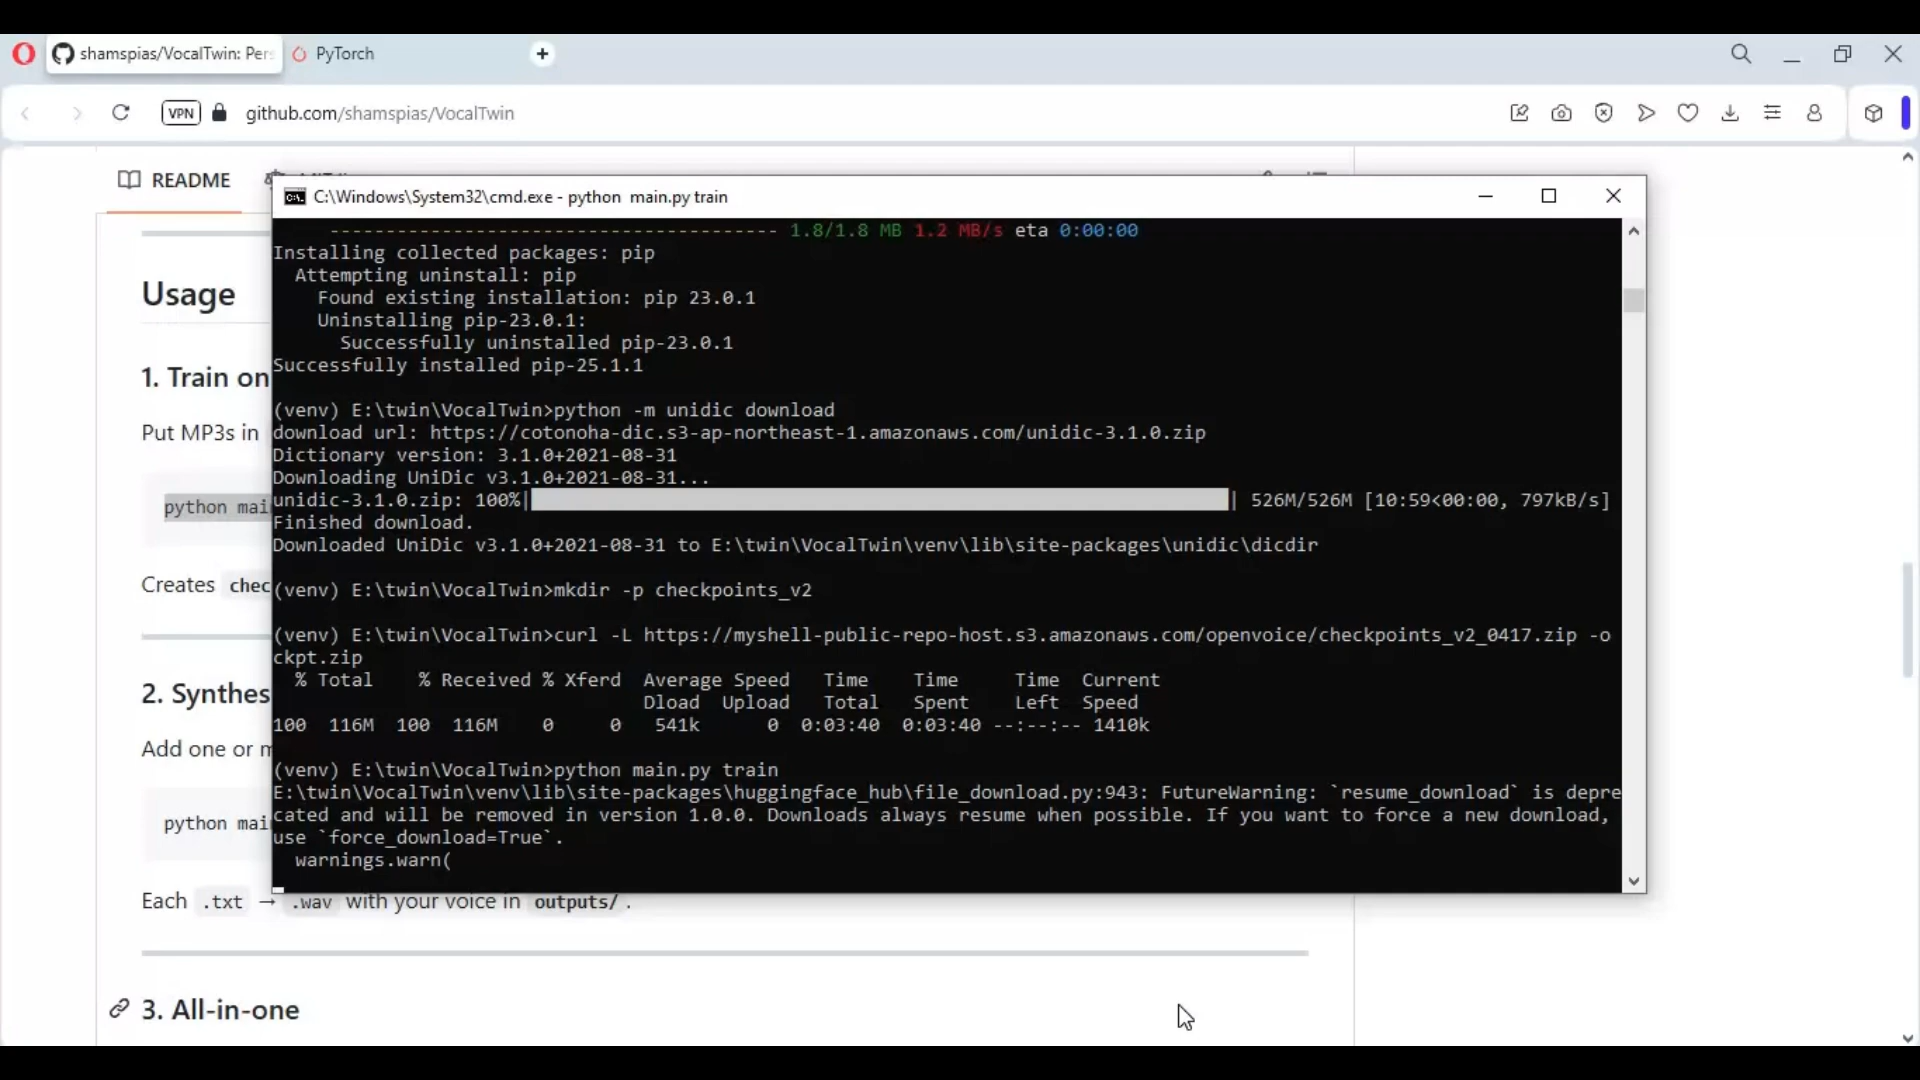 shamspias/VocalTwin: Pers
PyTorch
VPN
github.com/shamspias/VocalTwin
README
C:\Windows\System32\cmd.exe - python  main.py train
---------------------------------------- 1.8/1.8 MB 1.2 MB/s eta 0:00:00
Installing collected packages: pip
Attempting uninstall: pip
Found existing installation: pip 23.0.1
Uninstalling pip-23.0.1:
Successfully uninstalled pip-23.0.1
Successfully installed pip-25.1.1
(venv) E:\twin\VocalTwin>python -m unidic download
download url: https://cotonoha-dic.s3-ap-northeast-1.amazonaws.com/unidic-3.1.0.zip
Dictionary version: 3.1.0+2021-08-31
Downloading UniDic v3.1.0+2021-08-31...
unidic-3.1.0.zip: 100%| | 526M/526M [10:59<00:00, 797kB/s]
Finished download.
Downloaded UniDic v3.1.0+2021-08-31 to E:\twin\VocalTwin\venv\lib\site-packages\unidic\dicdir
(venv) E:\twin\VocalTwin>mkdir -p checkpoints_v2
(venv) E:\twin\VocalTwin>curl -L https://myshell-public-repo-host.s3.amazonaws.com/openvoice/checkpoints_v2_0417.zip -o
ckpt.zip
% Total % Received % Xferd Average Speed Time Time Time Current
Dload Upload Total Spent Left Speed
100 116M 100 116M 0 0 541k 0 0:03:40 0:03:40 --:--:-- 1410k
(venv) E:\twin\VocalTwin>python main.py train
E:\twin\VocalTwin\venv\lib\site-packages\huggingface_hub\file_download.py:943: FutureWarning: `resume_download` is depre
cated and will be removed in version 1.0.0. Downloads always resume when possible. If you want to force a new download,
use `force_download=True`.
warnings.warn(
Usage
1. Train on
Put MP3s in
python mai
Creates chec
2. Synthes
Add one or m
python mai
Each .txt → .wav with your voice in outputs/ .
3. All-in-one